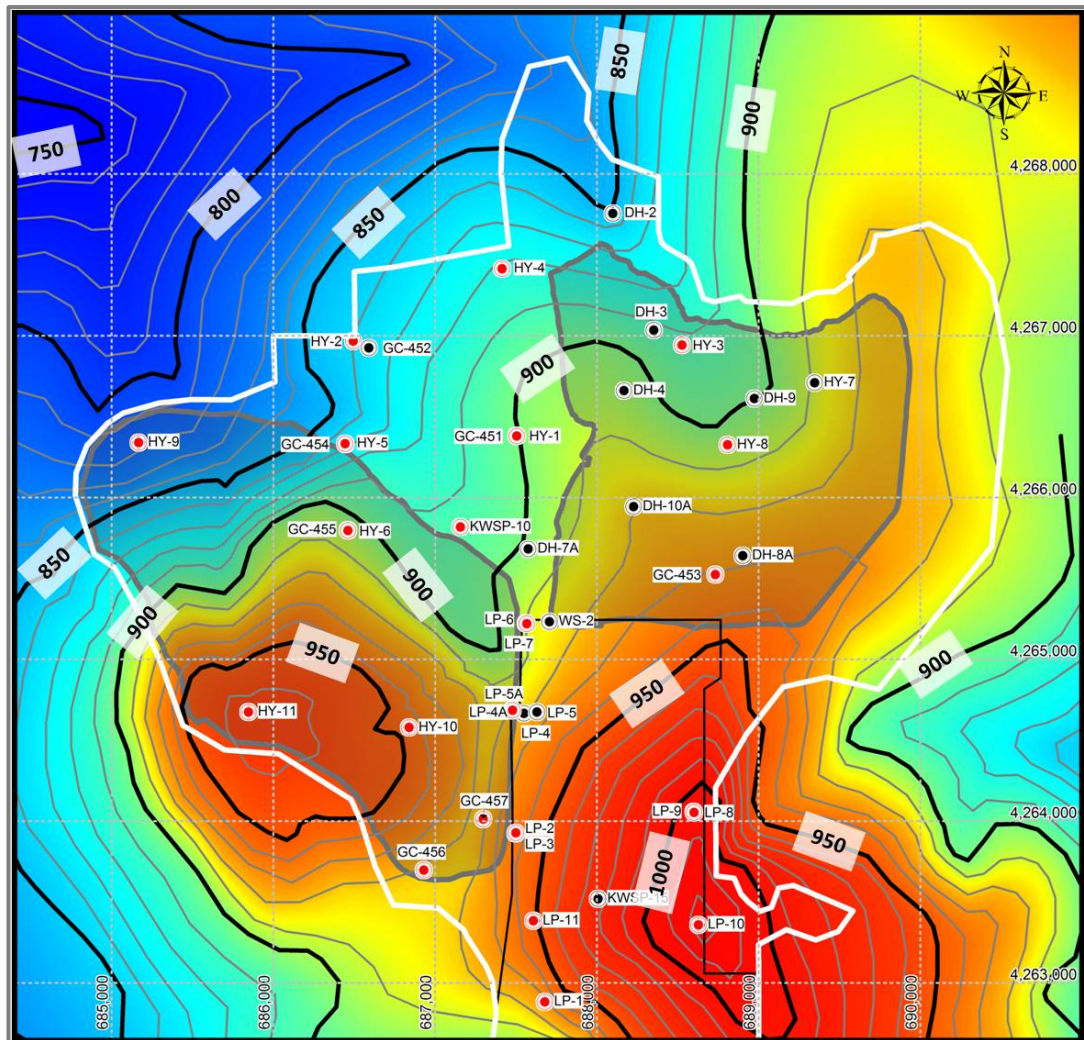 850
900
N
W E
S
750
800
850
4,268,000
DH-2
HY-4
DH-3
HY-3
4,267,000
HY-2
GC-452
900
DH-4
DH-9
HY-7
HY-9
GC-454
HY-5
GC-451
HY-1
HY-8
4,266,000
GC-455
HY-6
KWSP-10
DH-10A
DH-7A
DH-8A
GC-453
850
900
LP-6
LP-7
WS-2
900
950
950
900
4,265,000
HY-11
HY-10
LP-5A
LP-4A
LP-4
LP-5
GC-457
LP-2
LP-3
LP-9
LP-8
4,264,000
950
GC-456
1000
KWSP-15
LP-11
LP-10
LP-1
4,263,000
685,000
686,000
687,000
688,000
689,000
690,000